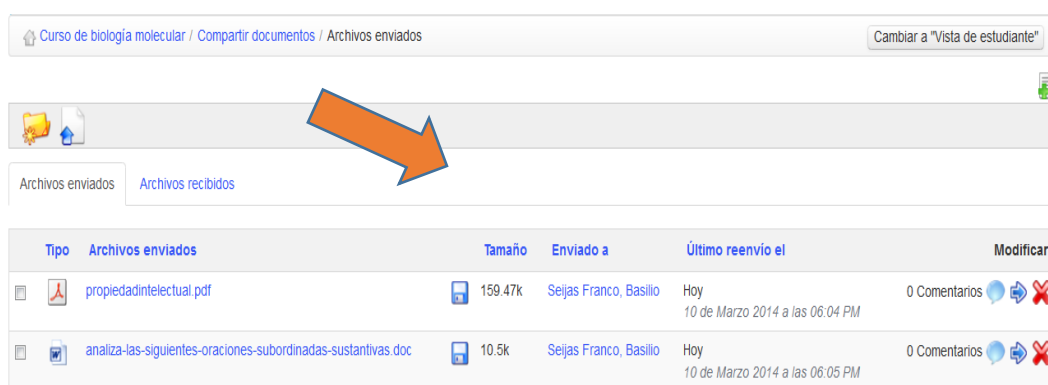 Curso de biología molecular / Compartir documentos / Archivos enviados
Cambiar a "Vista de estudiante"
Archivos enviados Archivos recibidos
Tipo Archivos enviados Tamaño Enviado a Último reenvío el Modificar
propiedadintelectual.pdf 159.47k Seijas Franco, Basilio Hoy 0 Comentarios
10 de Marzo 2014 a las 06:04 PM
analiza-las-siguientes-oraciones-subordinadas-sustantivas.doc 10.5k Seijas Franco, Basilio Hoy 0 Comentarios
10 de Marzo 2014 a las 06:05 PM